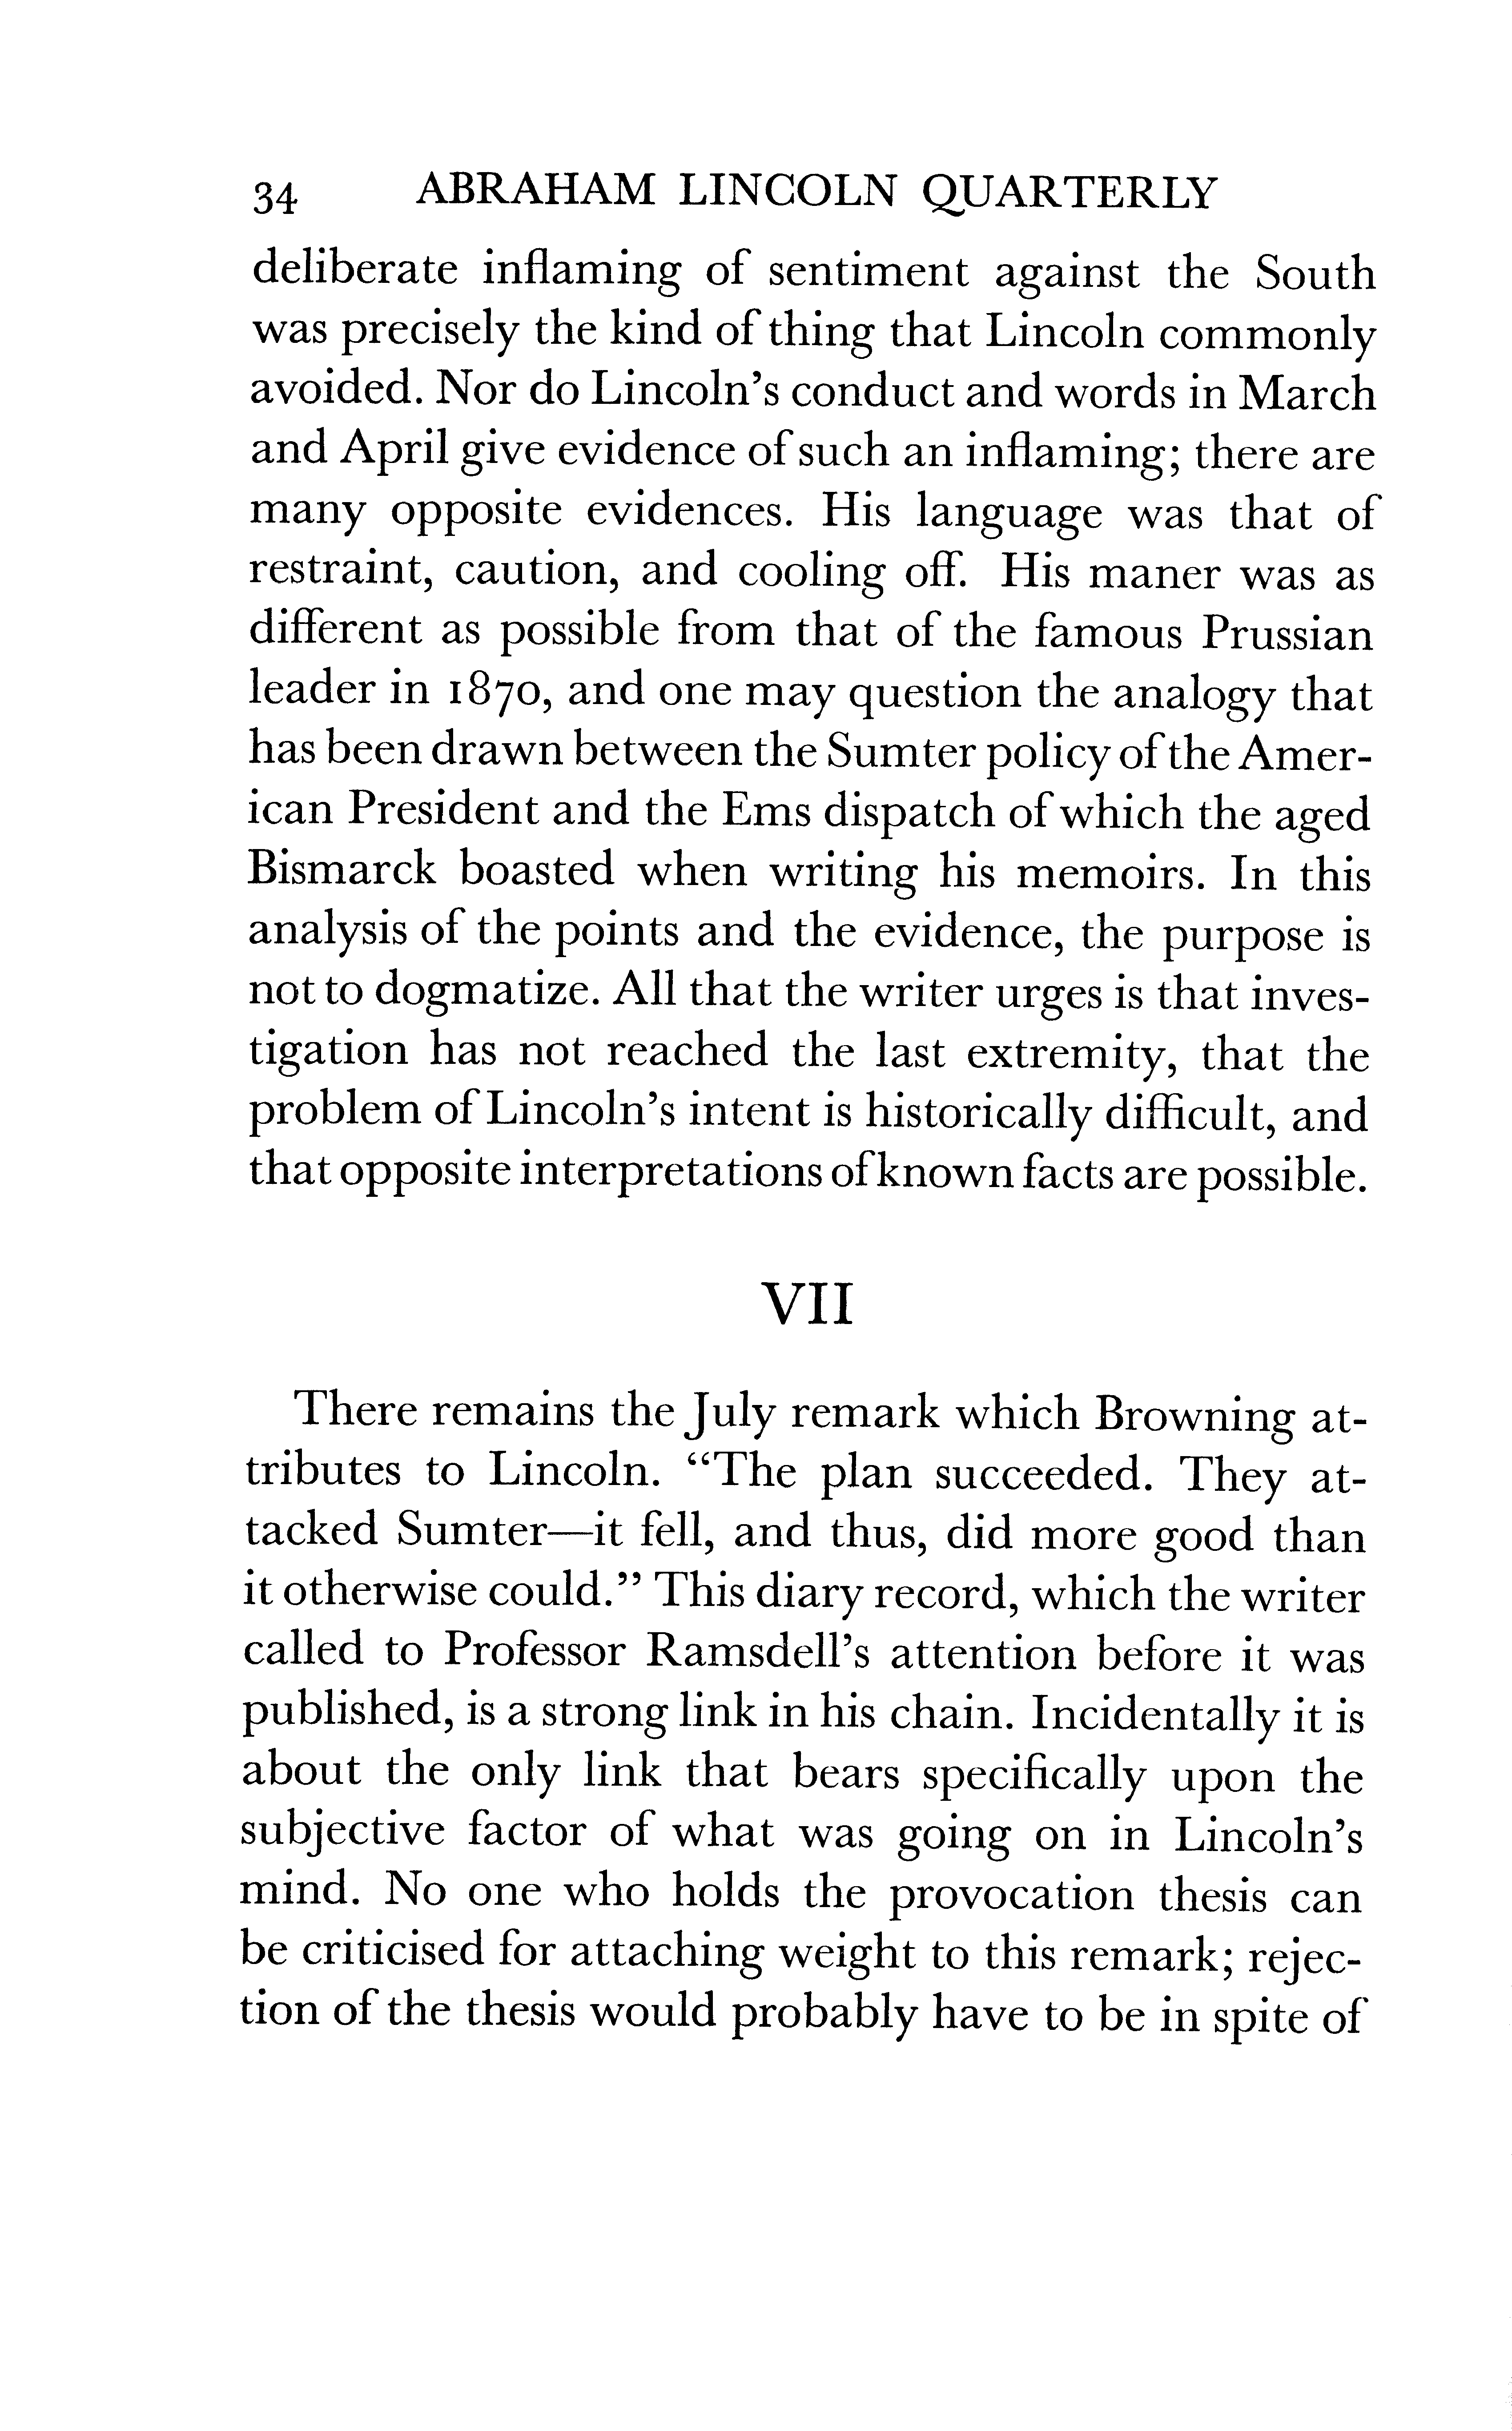 34 ABRAHAM LINCOLN QUARTERLY
deliberate inflaming of sentiment against the South
was precisely the kind of thing that Lincoln commonly
avoided. Nor do Lincoln’s conduct and words in March
and April give evidence of such an inflaming; there are
many opposite evidences. His language was that of
restraint, caution, and cooling off. His maner was as
different as possible from that of the famous Prussian
leader in 1870, and one may question the analogy that
has been drawn between the Sumter policy of the Amer-
ican President and the Ems dispatch of which the aged
Bismarck boasted when writing his memoirs. In this
analysis of the points and the evidence, the purpose is
not to dogmatize. All that the writer urges is that inves-
tigation has not reached the last extremity, that the
problem of Lincoln’s intent is historically difficult, and
that opposite interpretations of known facts are possible.
VII
There remains the July remark which Browning at-
tributes to Lincoln. “The plan succeeded. They at-
tacked Sumter—it fell, and thus, did more good than
it otherwise could.” This diary record, which the writer
called to Professor Ramsdell’s attention before it was
published, is a strong link in his chain. Incidentally it is
about the only link that bears specifically upon the
subjective factor of what was going on in Lincoln’s
mind. No one who holds the provocation thesis can
be criticised for attaching weight to this remark; rejec-
tion of the thesis would probably have to be in spite of